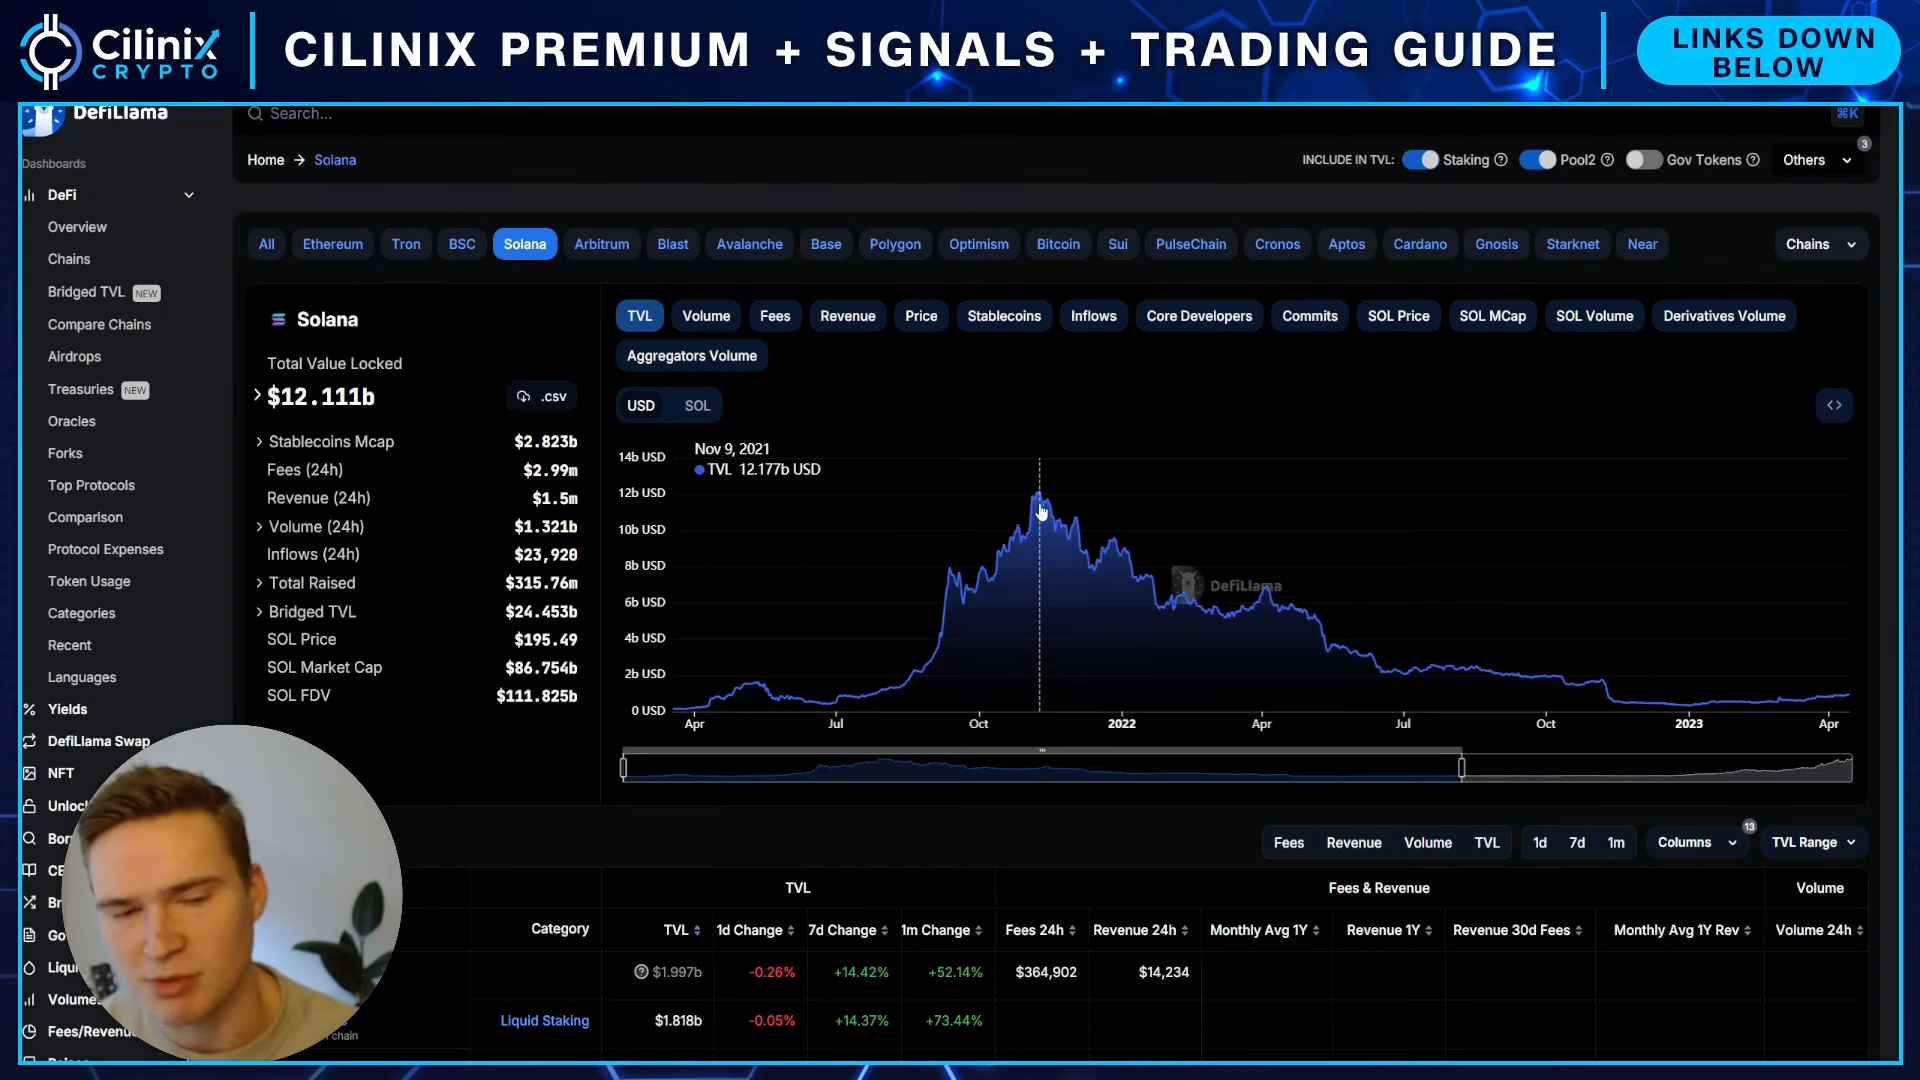 Cilinix
CRYPTO
CILINIX PREMIUM + SIGNALS + TRADING GUIDE
LINKS DOWN
BELOW
DefiLlama
Search...
⌘K
Home → Solana
INCLUDE IN TVL: Staking Pool2 Gov Tokens Others 3
Dashboards
DeFi
Overview
Chains
Bridged TVL NEW
Compare Chains
Airdrops
Treasuries NEW
Oracles
Forks
Top Protocols
Comparison
Protocol Expenses
Token Usage
Categories
Recent
Languages
Yields
DefiLlama Swap
NFT
Volumes
All Ethereum Tron BSC Solana Arbitrum Blast Avalanche Base Polygon Optimism Bitcoin Sui PulseChain Cronos Aptos Cardano Gnosis Starknet Near Chains
Solana
Total Value Locked
$12.111b .csv
Stablecoins Mcap $2.823b
Fees (24h) $2.99m
Revenue (24h) $1.5m
Volume (24h) $1.321b
Inflows (24h) $23,920
Total Raised $315.76m
Bridged TVL $24.453b
SOL Price $195.49
SOL Market Cap $86.754b
SOL FDV $111.825b
TVL Volume Fees Revenue Price Stablecoins Inflows Core Developers Commits SOL Price SOL MCap SOL Volume Derivatives Volume
Aggregators Volume
USD SOL
Nov 9, 2021
TVL 12.177b USD
14b USD
12b USD
10b USD
8b USD
6b USD
4b USD
2b USD
0 USD
DefiLlama
Apr Jul Oct 2022 Apr Jul Oct 2023 Apr
Fees Revenue Volume TVL 1d 7d 1m Columns 13 TVL Range
TVL Fees & Revenue Volume
Category TVL 1d Change 7d Change 1m Change Fees 24h Revenue 24h Monthly Avg 1Y Revenue 1Y Revenue 30d Fees Monthly Avg 1Y Rev Volume 24h
$1.997b -0.26% +14.42% +52.14% $364,902 $14,234
Liquid Staking $1.818b -0.05% +14.37% +73.44%
chain